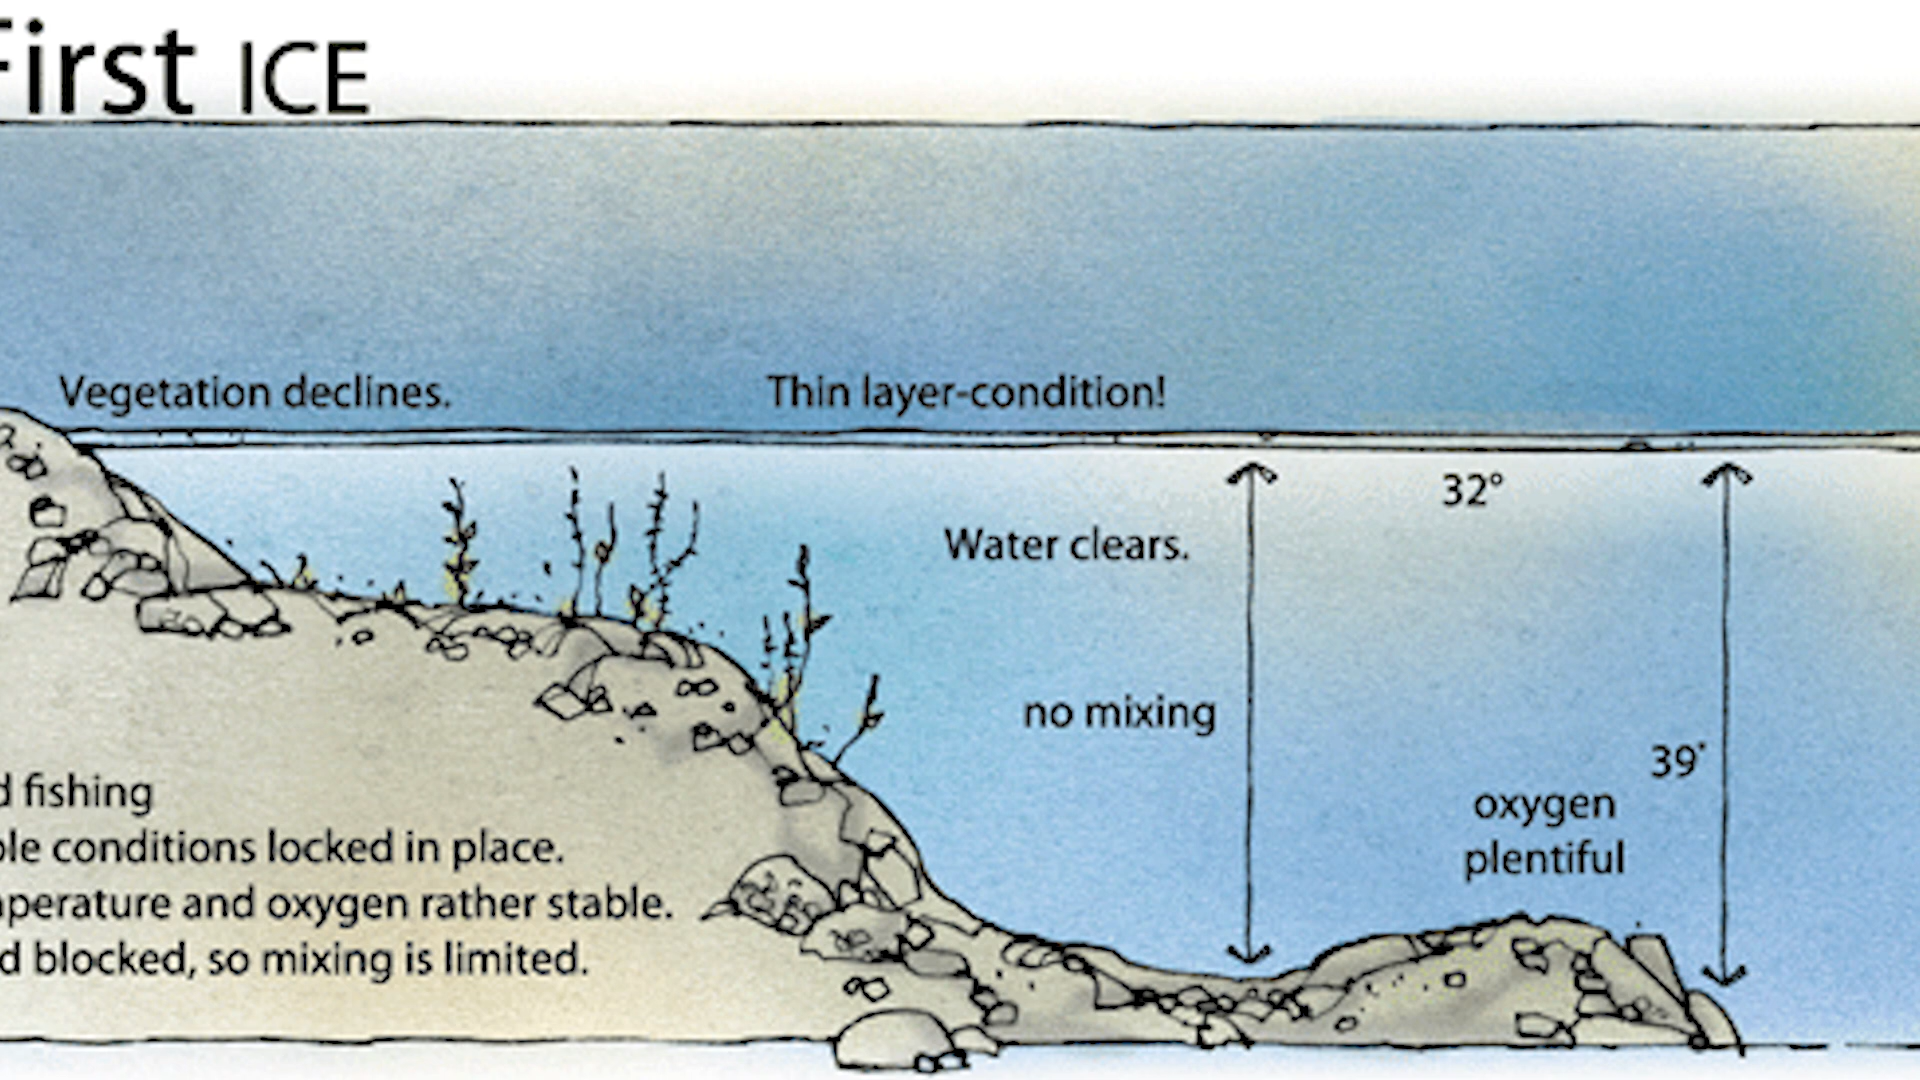 First ICE
Vegetation declines.
Thin layer-condition!
32°
Water clears.
no mixing
39°
oxygen
plentiful
d fishing
ble conditions locked in place.
nperature and oxygen rather stable.
d blocked, so mixing is limited.